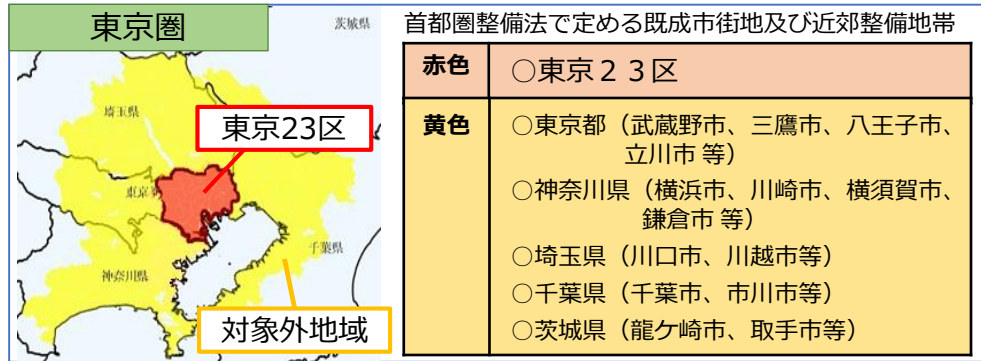 東京圏
茨城県
埼玉県
東京23区
東京都
千葉県
神奈川県
対象外地域
首都圏整備法で定める既成市街地及び近郊整備地帯
赤色
○東京２３区
黄色
○東京都（武蔵野市、三鷹市、八王子市、
立川市 等）
○神奈川県（横浜市、川崎市、横須賀市、
鎌倉市 等）
○埼玉県（川口市、川越市等）
○千葉県（千葉市、市川市等）
○茨城県（龍ケ崎市、取手市等）